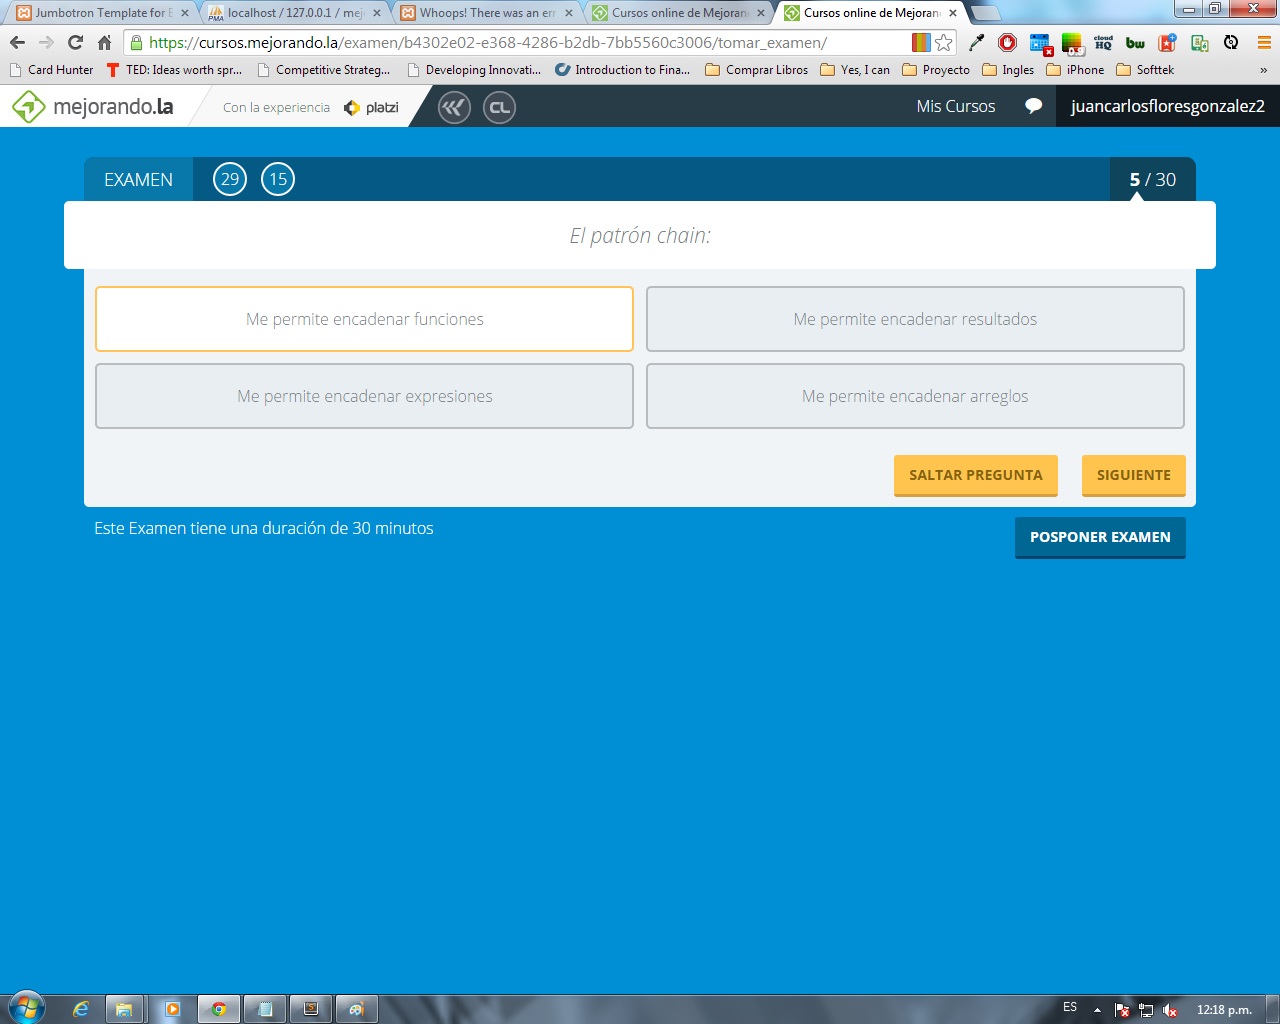 Jumbotron Template for B
localhost / 127.0.0.1 / mej
Whoops! There was an err
Cursos online de Mejoran
Cursos online de Mejoran
https://cursos.mejorando.la/examen/b4302e02-e368-4286-b2db-7bb5560c3006/tomar_examen/
Card Hunter
TED: Ideas worth spr...
Competitive Strateg...
Developing Innovati...
Introduction to Fina...
Comprar Libros
Yes, I can
Proyecto
Ingles
iPhone
Softtek
»
mejorando.la
Con la experiencia
platzi
CL
Mis Cursos
juancarlosfloresgonzalez2
EXAMEN
29
15
5 / 30
El patrón chain:
Me permite encadenar funciones
Me permite encadenar resultados
Me permite encadenar expresiones
Me permite encadenar arreglos
SALTAR PREGUNTA
SIGUIENTE
Este Examen tiene una duración de 30 minutos
POSPONER EXAMEN
ES
12:18 p.m.